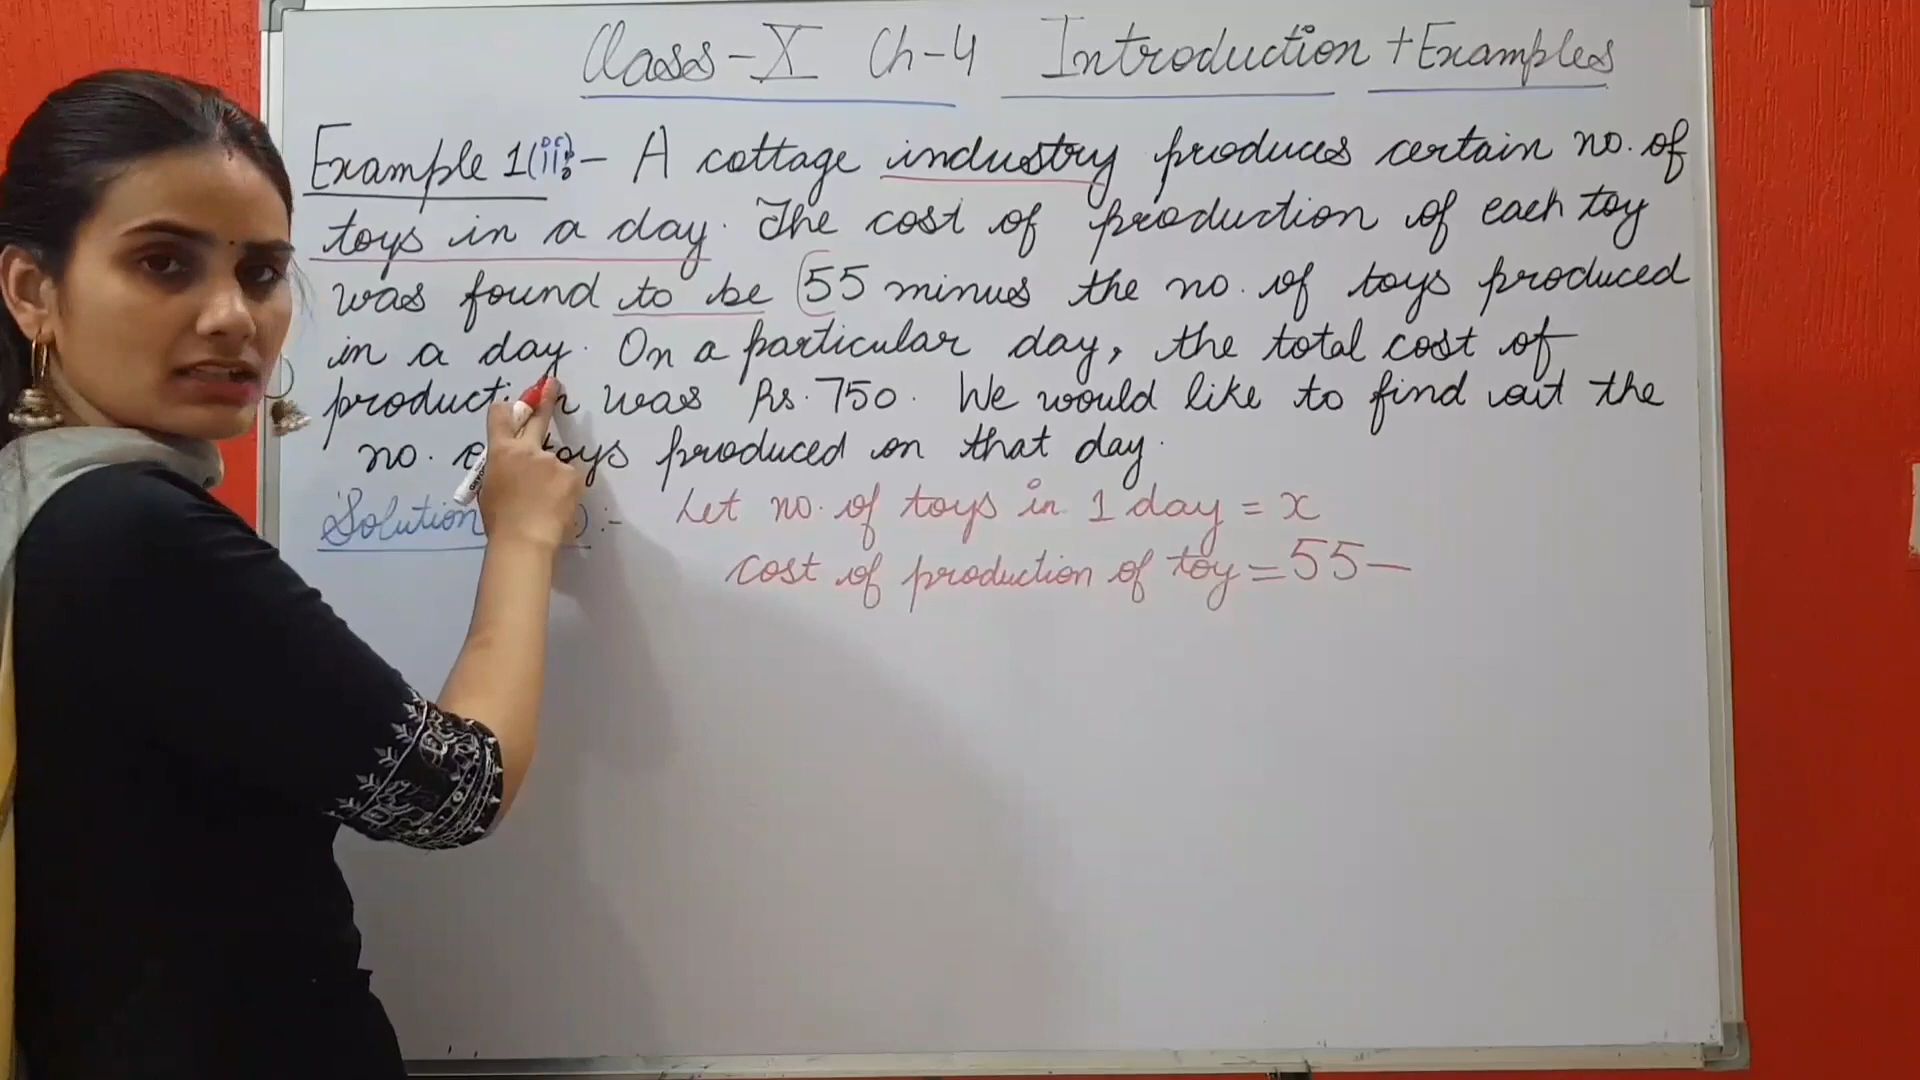 Class-X Ch-4 Introduction + Examples
Example 1(ii):- A cottage industry produces certain no. of
toys in a day. The cost of production of each toy
was found to be 55 minus the no. of toys produced
in a day. On a particular day, the total cost of
was Rs. 750. We would like to find out the
no. toys produced on that day.
Solution :- Let no. of toys in 1 day = x
cost of production of toy = 55 -